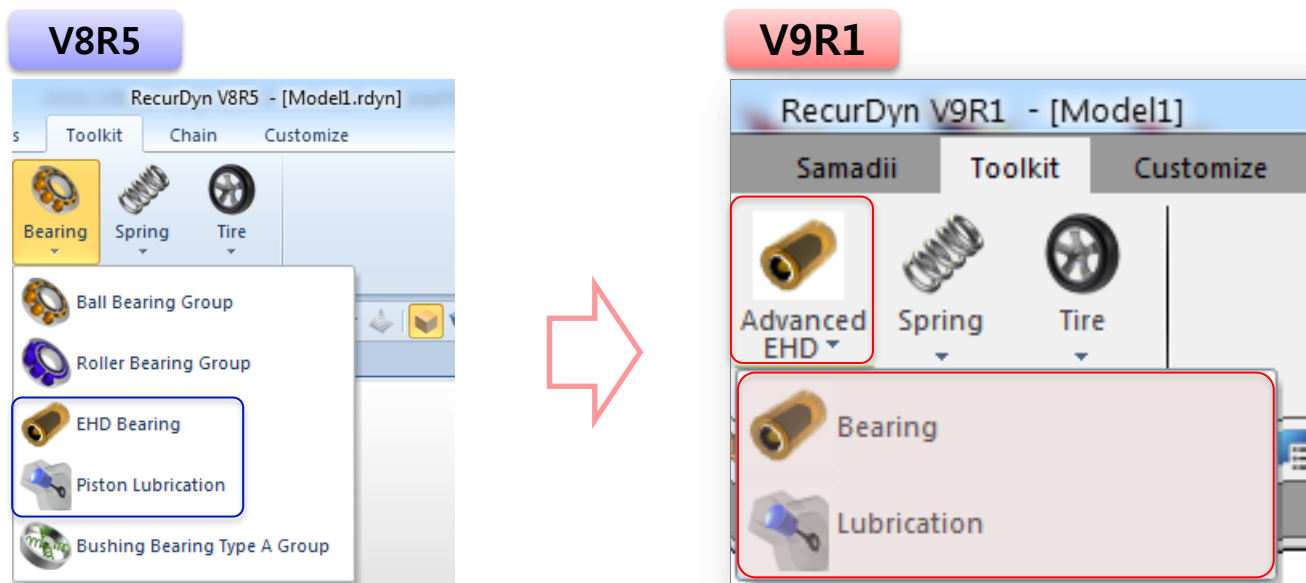 V8R5
RecurDyn V8R5 - [Model1.rdyn]
s Toolkit Chain Customize
Bearing Spring Tire
Ball Bearing Group
Roller Bearing Group
EHD Bearing
Piston Lubrication
Bushing Bearing Type A Group
V9R1
RecurDyn V9R1 - [Model1]
Samadii Toolkit Customize
Advanced
EHD
Spring Tire
Bearing
Lubrication